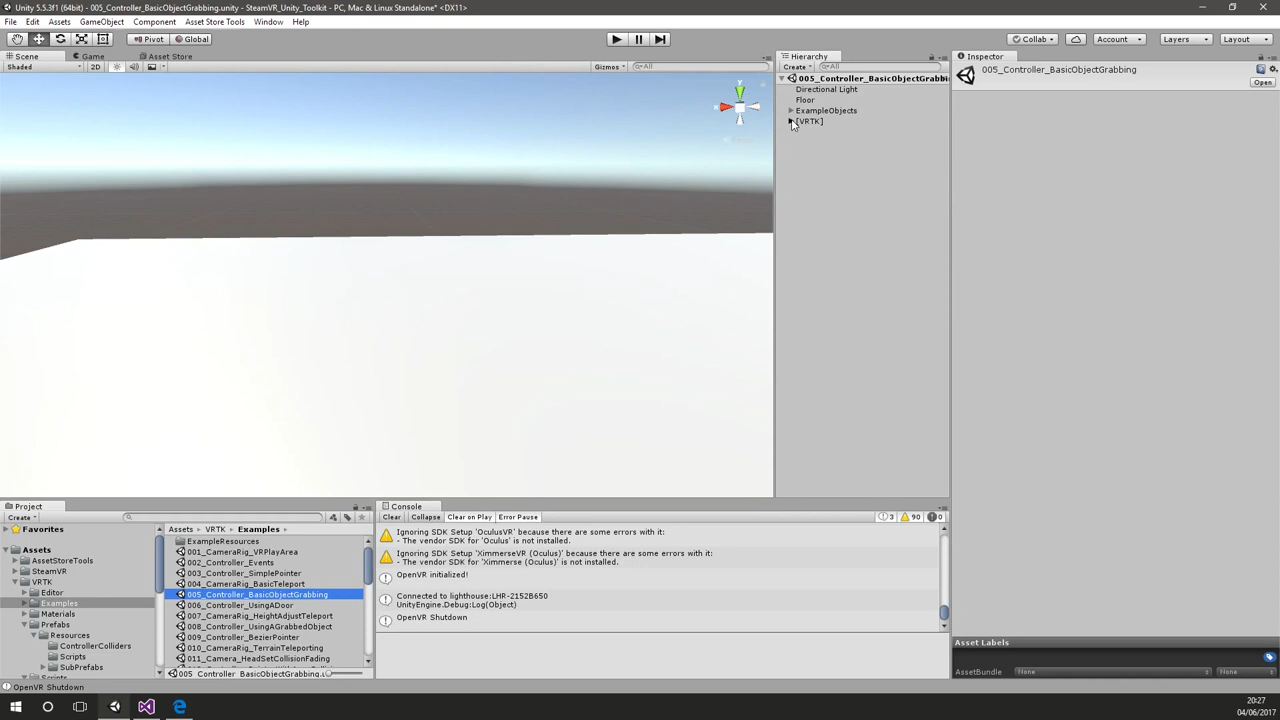 Unity 5.5.3f1 (64bit) - 005_Controller_BasicObjectGrabbing.unity - SteamVR_Unity_Toolkit - PC, Mac & Linux Standalone* <DX11>
File Edit Assets GameObject Component Asset Store Tools Window Help
Pivot Global Collab Account Layers Layout
Scene Game Asset Store Hierarchy Inspector
Shaded 2D Gizmos All Create All
005_Controller_BasicObjectGrabbing
Open
005_Controller_BasicObjectGrabbi
Directional Light
Floor
ExampleObjects
[VRTK]
y
x
Project
Create
Favorites
Assets
AssetStoreTools
SteamVR
VRTK
Editor
Examples
Materials
Prefabs
Resources
ControllerColliders
Scripts
SubPrefabs
Scripts
Assets VRTK Examples
ExampleResources
001_CameraRig_VRPlayArea
002_Controller_Events
003_Controller_SimplePointer
004_CameraRig_BasicTeleport
005_Controller_BasicObjectGrabbing
006_Controller_UsingADoor
007_CameraRig_HeightAdjustTeleport
008_Controller_UsingAGrabbedObject
009_Controller_BezierPointer
010_CameraRig_TerrainTeleporting
011_Camera_HeadSetCollisionFading
005_Controller_BasicObjectGrabbing.
Console
Clear Collapse Clear on Play Error Pause 3 90 0
Ignoring SDK Setup 'OculusVR' because there are some errors with it:
- The vendor SDK for 'Oculus' is not installed.
Ignoring SDK Setup 'XimmerseVR (Oculus)' because there are some errors with it:
- The vendor SDK for 'Ximmerse (Oculus)' is not installed.
OpenVR initialized!
Connected to lighthouse:LHR-2152B650
UnityEngine.Debug:Log(Object)
OpenVR Shutdown
Asset Labels
AssetBundle None None
OpenVR Shutdown
20:27
04/06/2017